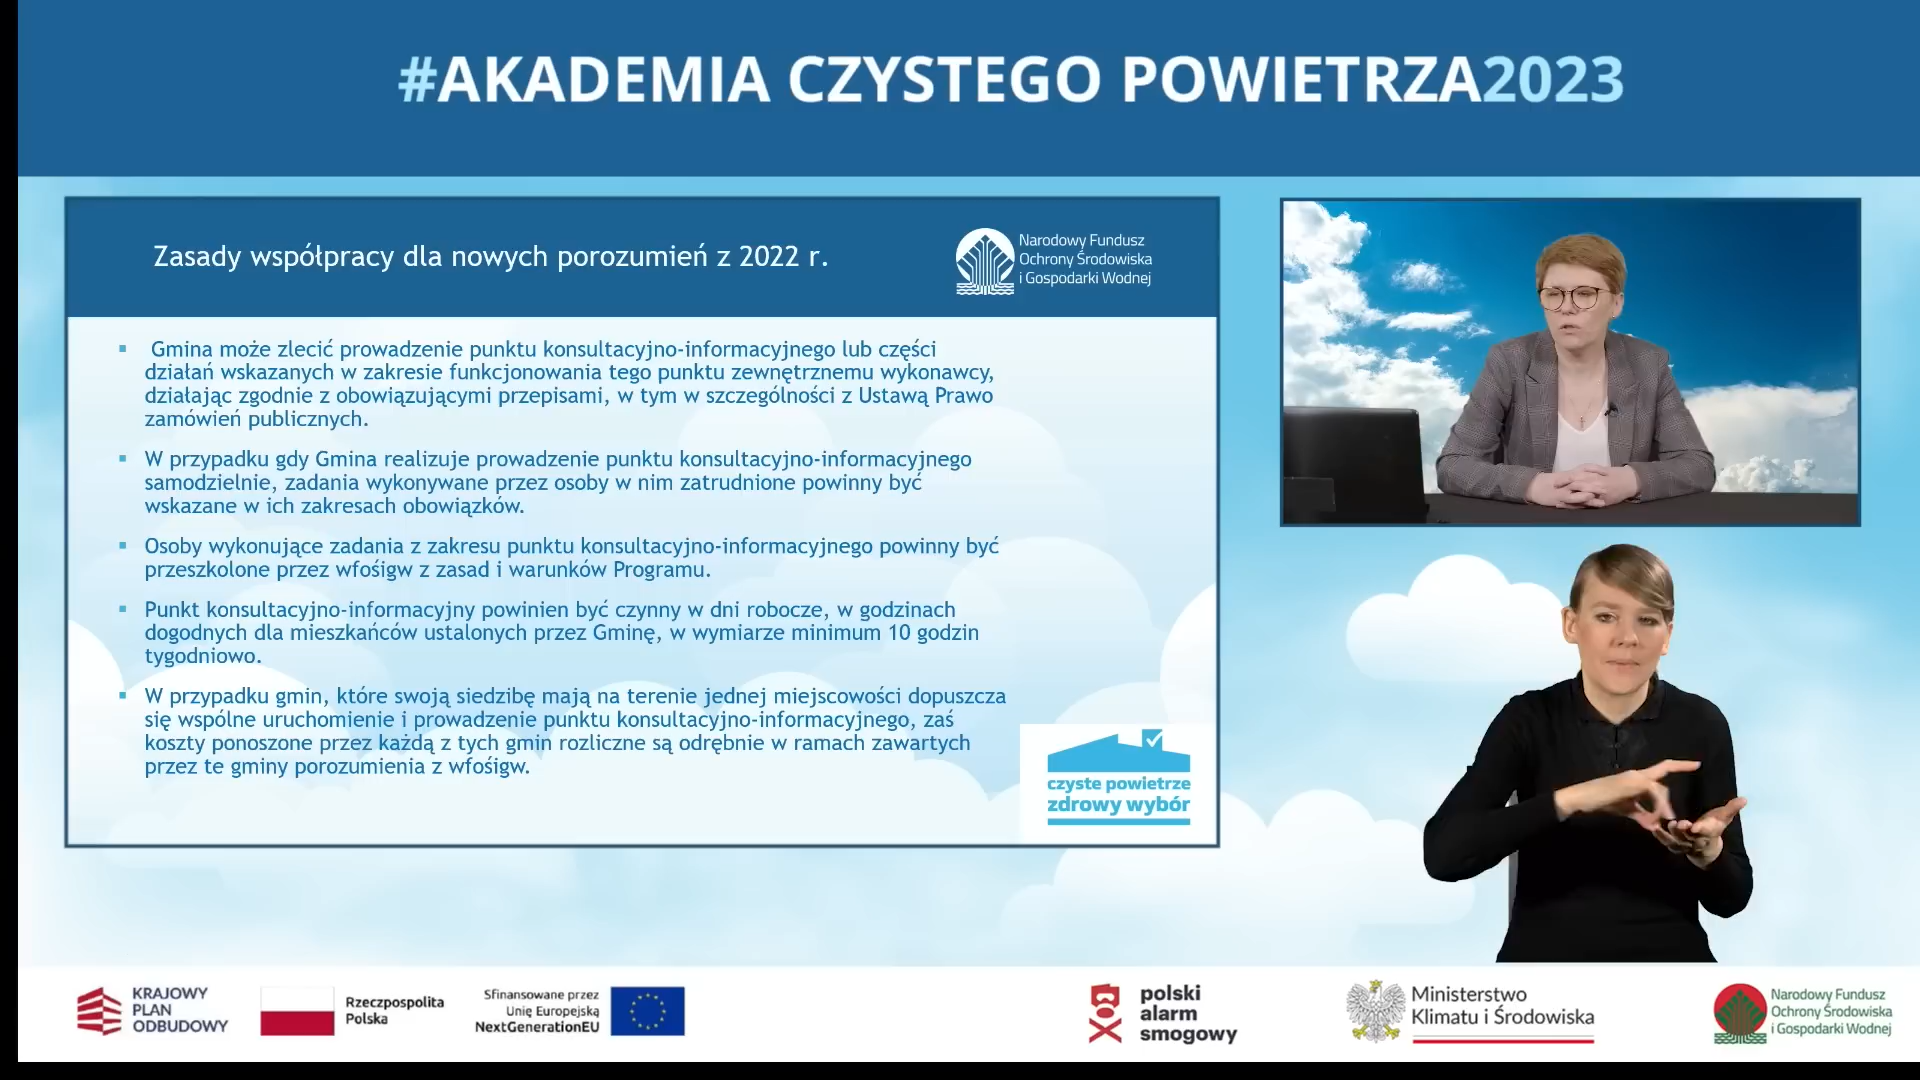 #AKADEMIA CZYSTEGO POWIETRZA2023
Zasady współpracy dla nowych porozumień z 2022 r.
Narodowy Fundusz
Ochrony Środowiska
i Gospodarki Wodnej
▪ Gmina może zlecić prowadzenie punktu konsultacyjno-informacyjnego lub części
działań wskazanych w zakresie funkcjonowania tego punktu zewnętrznemu wykonawcy,
działając zgodnie z obowiązującymi przepisami, w tym w szczególności z Ustawą Prawo
zamówień publicznych.
▪ W przypadku gdy Gmina realizuje prowadzenie punktu konsultacyjno-informacyjnego
samodzielnie, zadania wykonywane przez osoby w nim zatrudnione powinny być
wskazane w ich zakresach obowiązków.
▪ Osoby wykonujące zadania z zakresu punktu konsultacyjno-informacyjnego powinny być
przeszkolone przez wfośigw z zasad i warunków Programu.
▪ Punkt konsultacyjno-informacyjny powinien być czynny w dni robocze, w godzinach
dogodnych dla mieszkańców ustalonych przez Gminę, w wymiarze minimum 10 godzin
tygodniowo.
▪ W przypadku gmin, które swoją siedzibę mają na terenie jednej miejscowości dopuszcza
się wspólne uruchomienie i prowadzenie punktu konsultacyjno-informacyjnego, zaś
koszty ponoszone przez każdą z tych gmin rozliczne są odrębnie w ramach zawartych
przez te gminy porozumienia z wfośigw.
czyste powietrze
zdrowy wybór
KRAJOWY
PLAN
ODBUDOWY
Rzeczpospolita
Polska
Sfinansowane przez
Unię Europejską
NextGenerationEU
polski
alarm
smogowy
Ministerstwo
Klimatu i Środowiska
Narodowy Fundusz
Ochrony Środowiska
i Gospodarki Wodnej